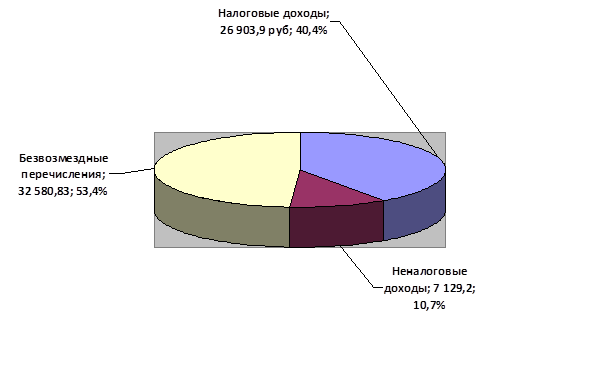 Налоговые доходы;
26 903,9 руб; 40,4%
Безвозмездные
перечисления;
32 580,83; 53,4%
Неналоговые
доходы; 7 129,2;
10,7%